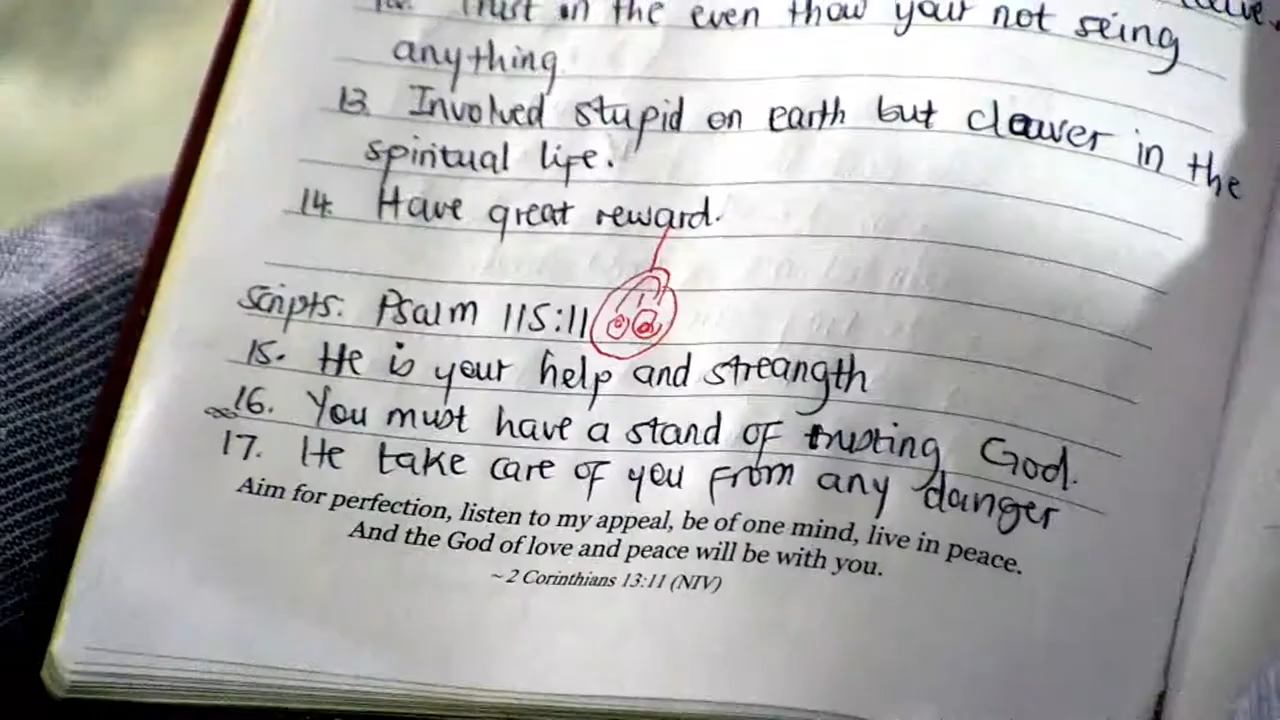 Trust in the even thow your not seing
anything.
13. Involved stupid on earth but cleaver in the
spiritual life.
14. Have great reward.
Scripts: Psalm 115:11
15. He is your help and streangth
16. You must have a stand of trusting God.
17. He take care of you from any danger
Aim for perfection, listen to my appeal, be of one mind, live in peace.
And the God of love and peace will be with you.
~ 2 Corinthians 13:11 (NIV)